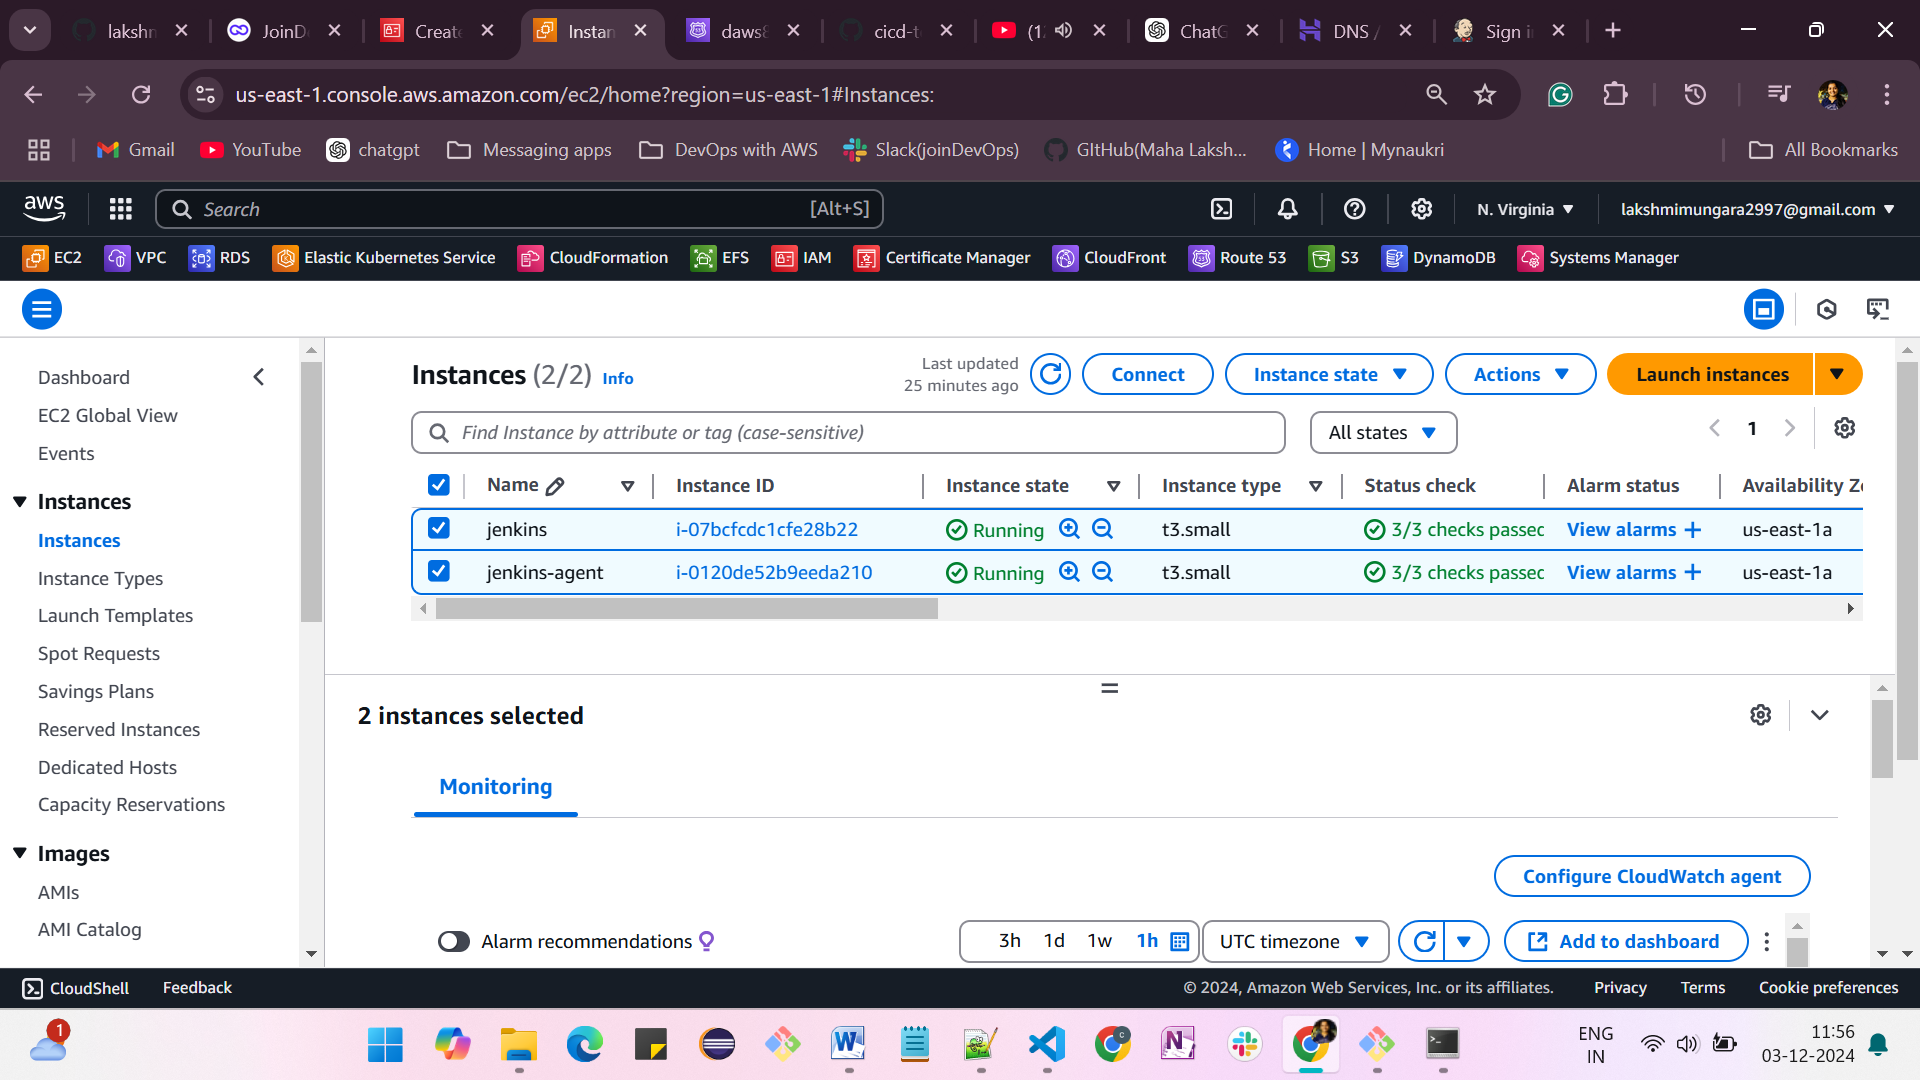 lakshm
JoinD
Create
Instan
daws8
cicd-t
(1
ChatG
DNS /
Sign i
us-east-1.console.aws.amazon.com/ec2/home?region=us-east-1#Instances:
Gmail
YouTube
chatgpt
Messaging apps
DevOps with AWS
Slack(joinDevOps)
GItHub(Maha Laksh...
Home | Mynaukri
All Bookmarks
aws
Search
[Alt+S]
N. Virginia
lakshmimungara2997@gmail.com
EC2
VPC
RDS
Elastic Kubernetes Service
CloudFormation
EFS
IAM
Certificate Manager
CloudFront
Route 53
S3
DynamoDB
Systems Manager
Dashboard
EC2 Global View
Events
Instances
Instances
Instance Types
Launch Templates
Spot Requests
Savings Plans
Reserved Instances
Dedicated Hosts
Capacity Reservations
Images
AMIs
AMI Catalog
Instances (2/2) Info
Last updated
25 minutes ago
Connect
Instance state
Actions
Launch instances
Find Instance by attribute or tag (case-sensitive)
All states
1
Name Instance ID Instance state Instance type Status check Alarm status Availability Zo
jenkins i-07bcfcdc1cfe28b22 Running t3.small 3/3 checks passed View alarms + us-east-1a
jenkins-agent i-0120de52b9eeda210 Running t3.small 3/3 checks passed View alarms + us-east-1a
2 instances selected
Monitoring
Configure CloudWatch agent
Alarm recommendations
3h 1d 1w 1h
UTC timezone
Add to dashboard
CloudShell
Feedback
© 2024, Amazon Web Services, Inc. or its affiliates.
Privacy
Terms
Cookie preferences
1
ENG
IN
11:56
03-12-2024